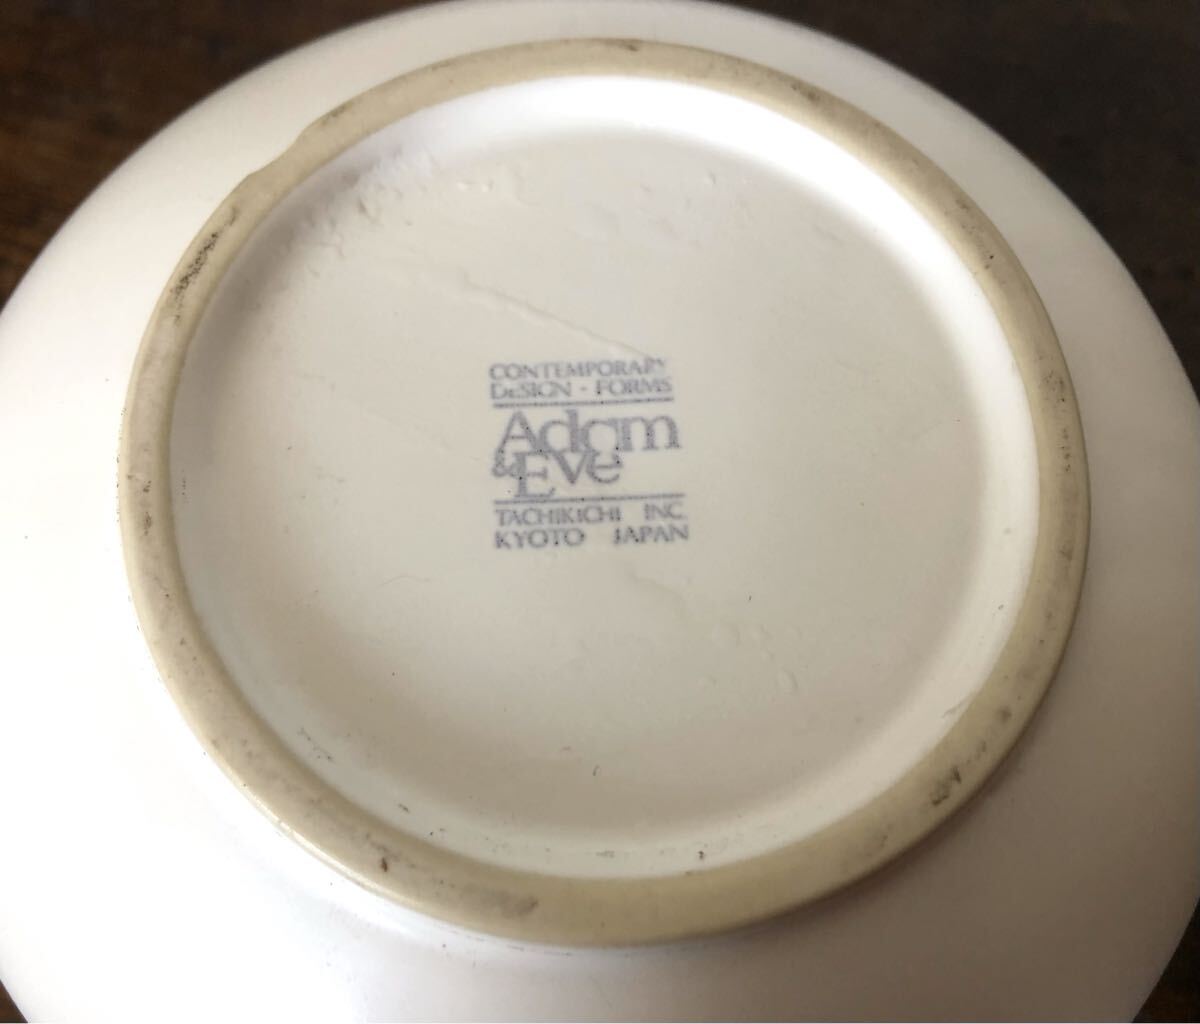 CONTEMPORARY
DeSIGN - FORMS
Adam
& Eve
TACHIKICHI INC.
KYOTO JAPAN